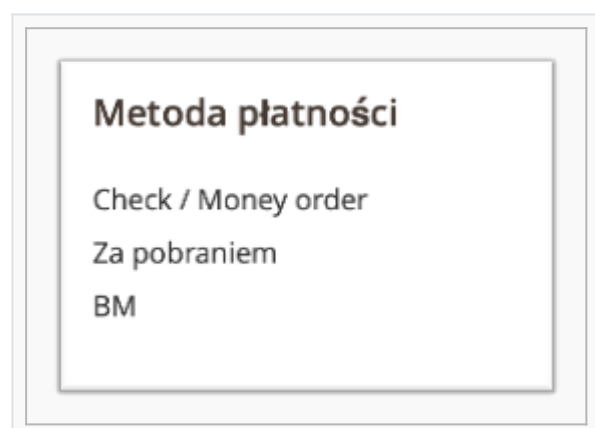 Metoda płatności
Check / Money order
Za pobraniem
BM